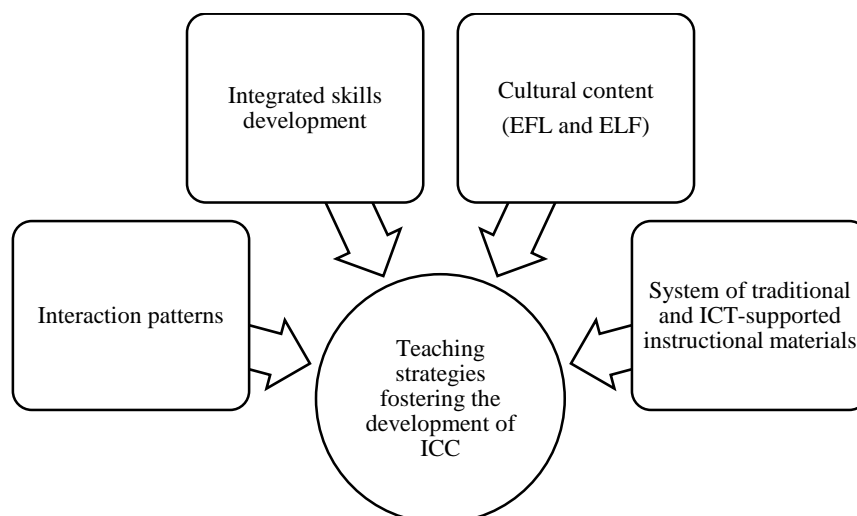 Integrated skills
development
Cultural content
(EFL and ELF)
Interaction patterns
System of traditional
and ICT-supported
instructional materials
Teaching
strategies
fostering the
development of
ICC